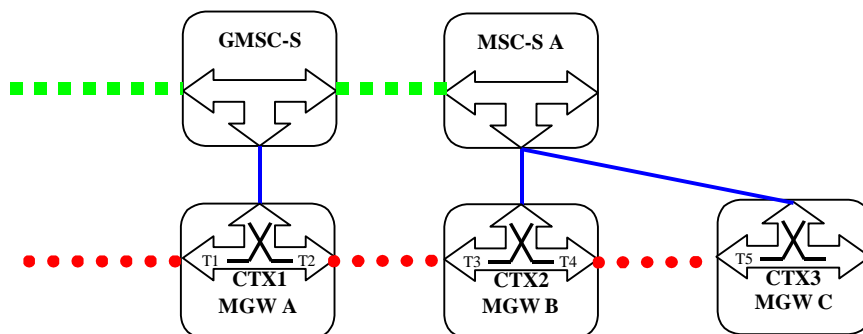 GMSC-S
MSC-S A
T1 T2
CTX1
MGW A
T3 T4
CTX2
MGW B
T5
CTX3
MGW C